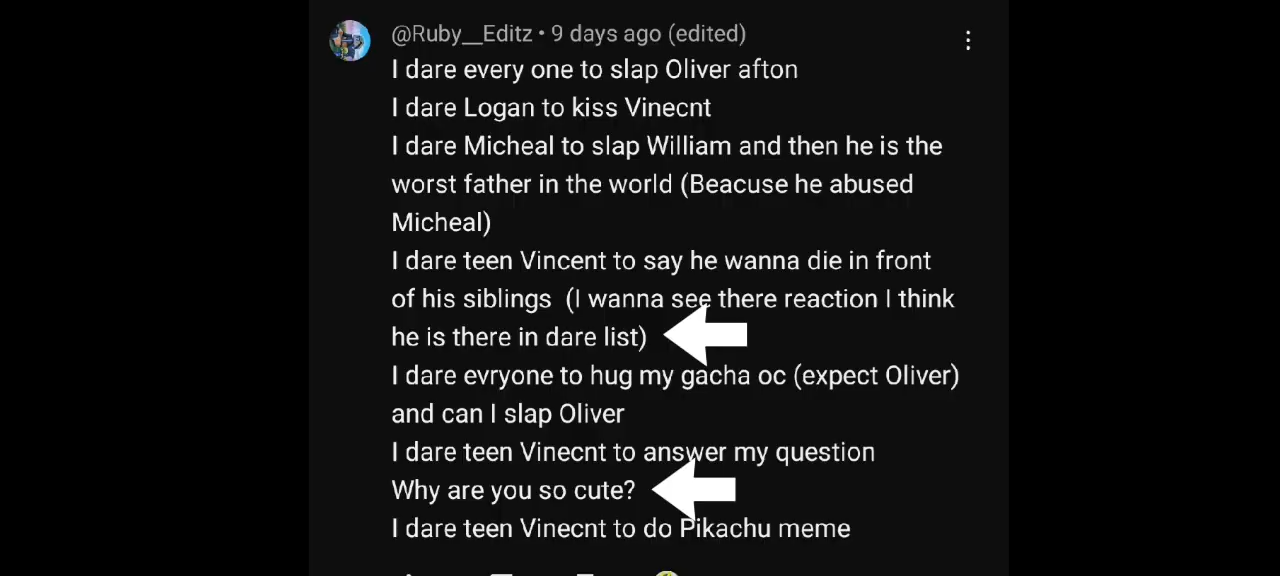 @Ruby__Editz • 9 days ago (edited)
I dare every one to slap Oliver afton
I dare Logan to kiss Vinecnt
I dare Micheal to slap William and then he is the
worst father in the world (Beacuse he abused
Micheal)
I dare teen Vincent to say he wanna die in front
of his siblings (I wanna see there reaction I think
he is there in dare list)
I dare evryone to hug my gacha oc (expect Oliver)
and can I slap Oliver
I dare teen Vinecnt to answer my question
Why are you so cute?
I dare teen Vinecnt to do Pikachu meme